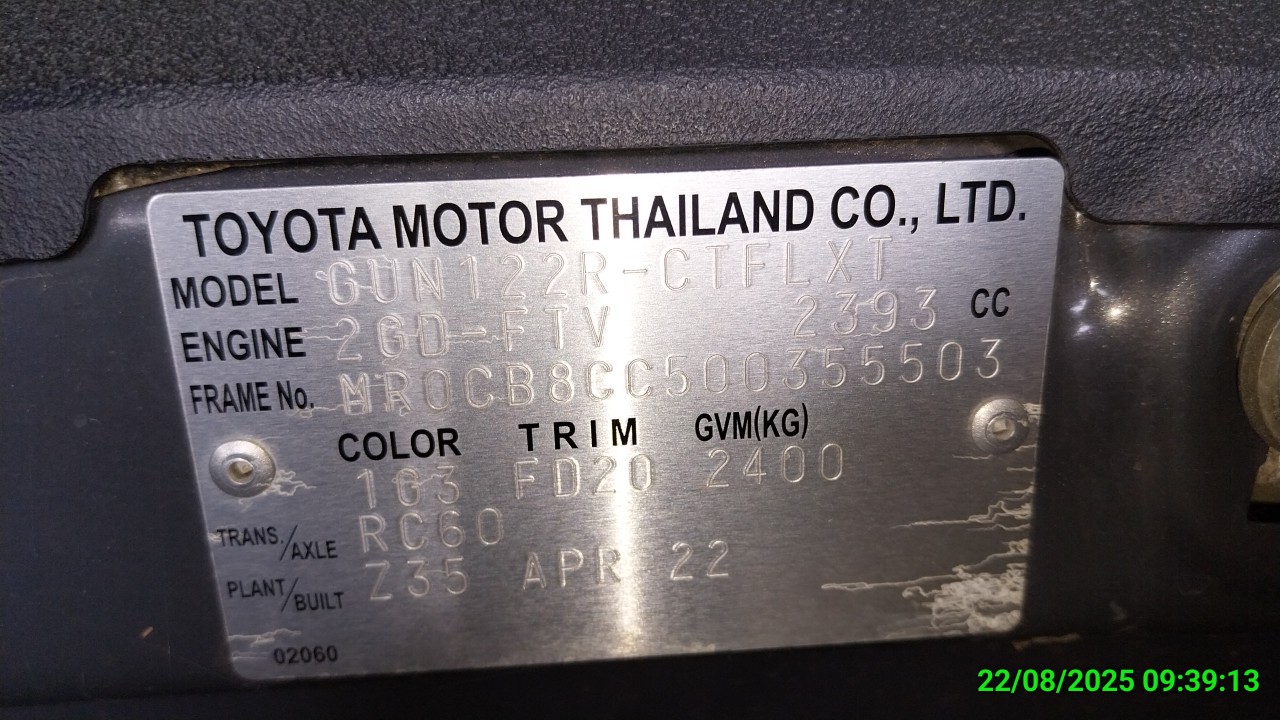 TOYOTA MOTOR THAILAND CO., LTD.
MODEL GUN122R-CTFLXT
ENGINE 2GD-FTV 2393 CC
FRAME No. MR0CB8CC500355503
COLOR TRIM GVM(KG)
1G3 FD20 2400
TRANS./AXLE RC60
PLANT/BUILT Z35 APR 22
02060
22/08/2025 09:39:13